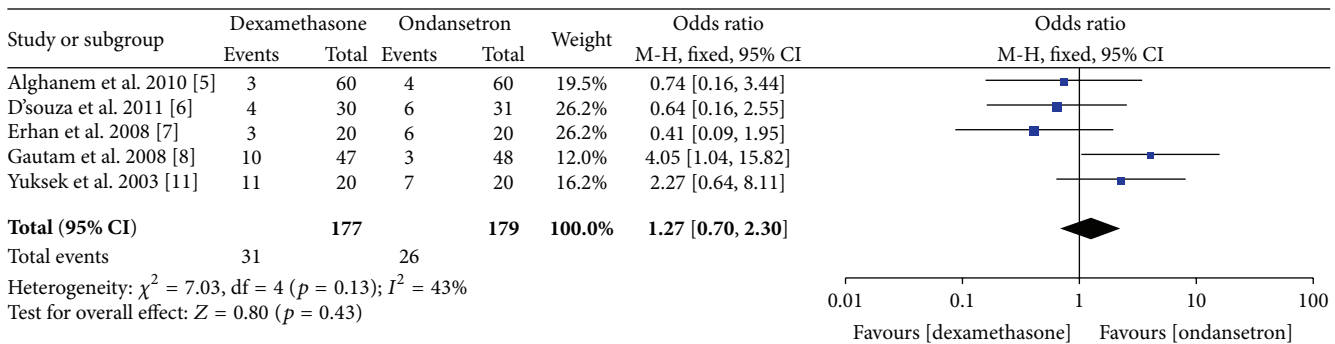 Study or subgroup Dexamethasone Ondansetron Weight Odds ratio Odds ratio
Events Total Events Total M-H, fixed, 95% CI M-H, fixed, 95% CI
Alghanem et al. 2010 [5] 3 60 4 60 19.5% 0.74 [0.16, 3.44]
D'souza et al. 2011 [6] 4 30 6 31 26.2% 0.64 [0.16, 2.55]
Erhan et al. 2008 [7] 3 20 6 20 26.2% 0.41 [0.09, 1.95]
Gautam et al. 2008 [8] 10 47 3 48 12.0% 4.05 [1.04, 15.82]
Yuksek et al. 2003 [11] 11 20 7 20 16.2% 2.27 [0.64, 8.11]
Total (95% CI) 177 179 100.0% 1.27 [0.70, 2.30]
Total events 31 26
Heterogeneity: χ² = 7.03, df = 4 (p = 0.13); I² = 43%
Test for overall effect: Z = 0.80 (p = 0.43)
0.01 0.1 1 10 100
Favours [dexamethasone] Favours [ondansetron]